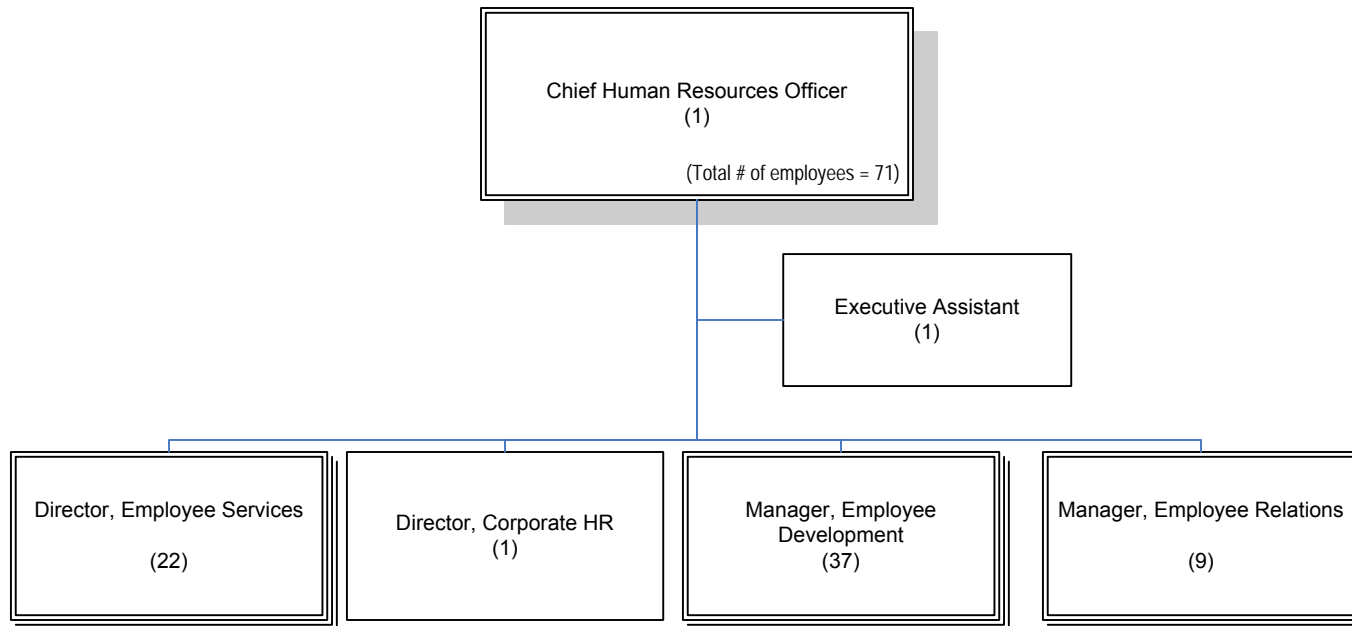 Chief Human Resources Officer
(1)
(Total # of employees = 71)
Executive Assistant
(1)
Director, Employee Services
(22)
Director, Corporate HR
(1)
Manager, Employee
Development
(37)
Manager, Employee Relations
(9)